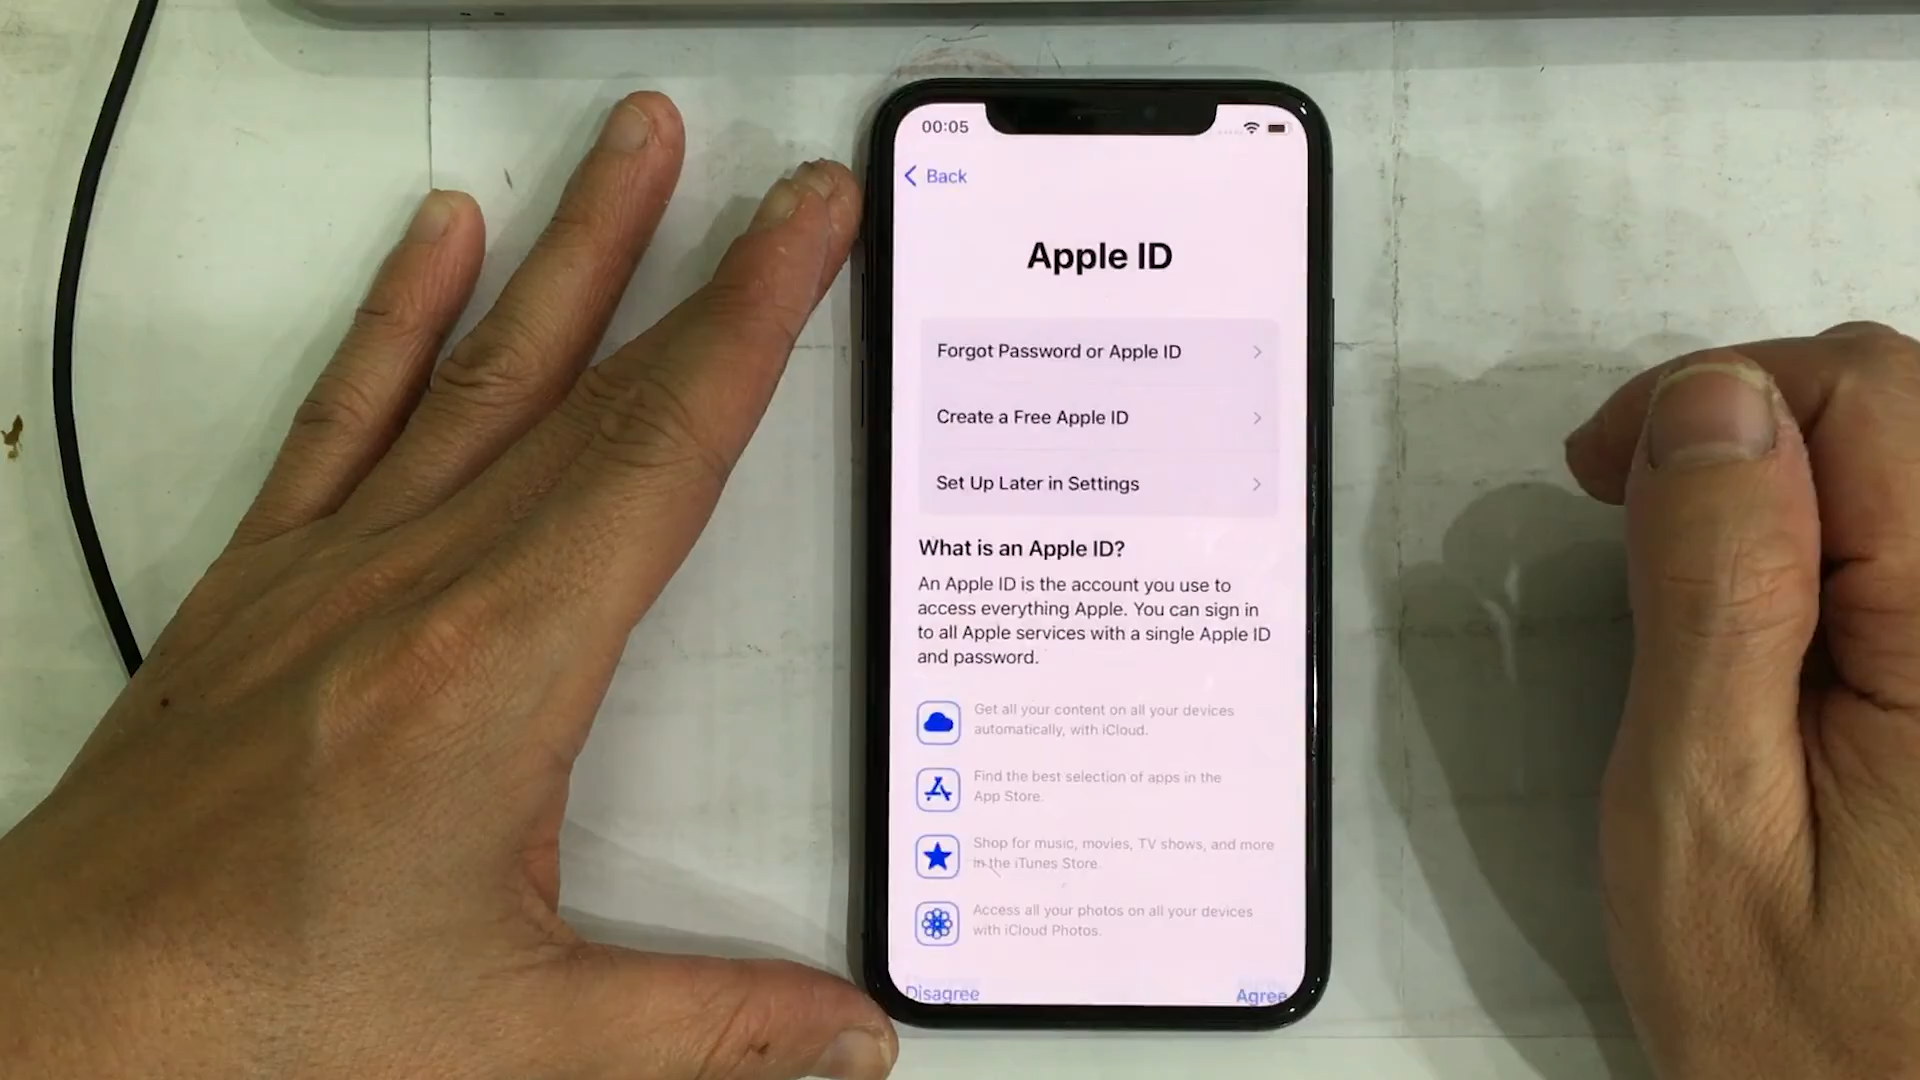 00:05
Back
Apple ID
Forgot Password or Apple ID
Create a Free Apple ID
Set Up Later in Settings
What is an Apple ID?
An Apple ID is the account you use to
access everything Apple. You can sign in
to all Apple services with a single Apple ID
and password.
Get all your content on all your devices
automatically, with iCloud.
Find the best selection of apps in the
App Store.
Shop for music, movies, TV shows, and more
in the iTunes Store.
Access all your photos on all your devices
with iCloud Photos.
Disagree
Agree